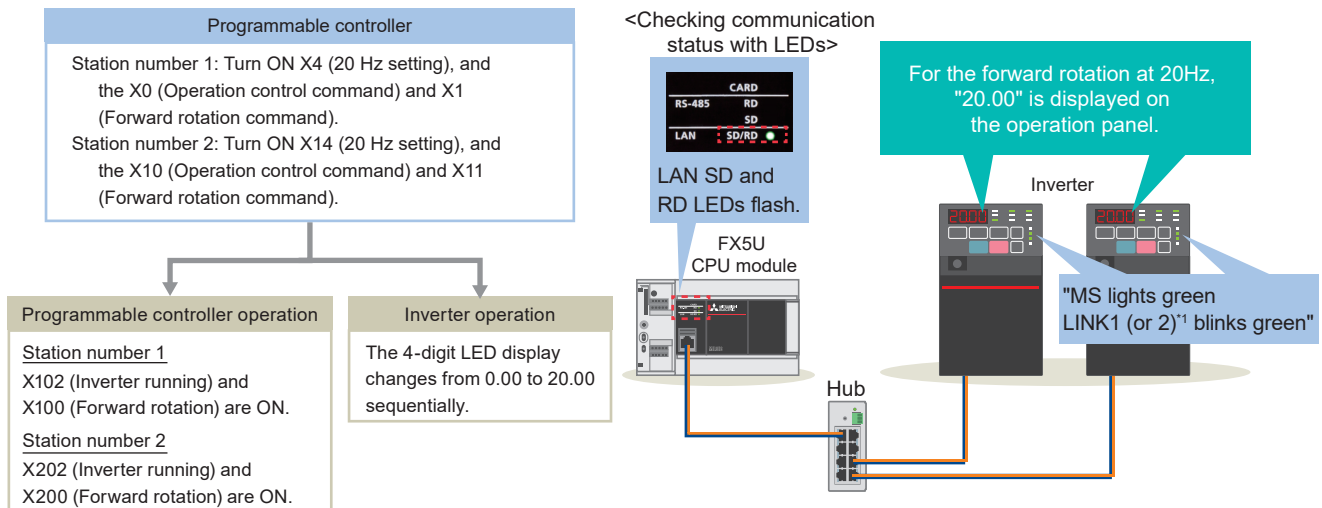 Programmable controller
Station number 1: Turn ON X4 (20 Hz setting), and
the X0 (Operation control command) and X1
(Forward rotation command).
Station number 2: Turn ON X14 (20 Hz setting), and
the X10 (Operation control command) and X11
(Forward rotation command).
Programmable controller operation
Station number 1
X102 (Inverter running) and
X100 (Forward rotation) are ON.
Station number 2
X202 (Inverter running) and
X200 (Forward rotation) are ON.
Inverter operation
The 4-digit LED display
changes from 0.00 to 20.00
sequentially.
<Checking communication
status with LEDs>
CARD
RS-485 RD
SD
LAN SD/RD
LAN SD and
RD LEDs flash.
FX5U
CPU module
Hub
For the forward rotation at 20Hz,
"20.00" is displayed on
the operation panel.
Inverter
20.00
20.00
"MS lights green
LINK1 (or 2)*1 blinks green"